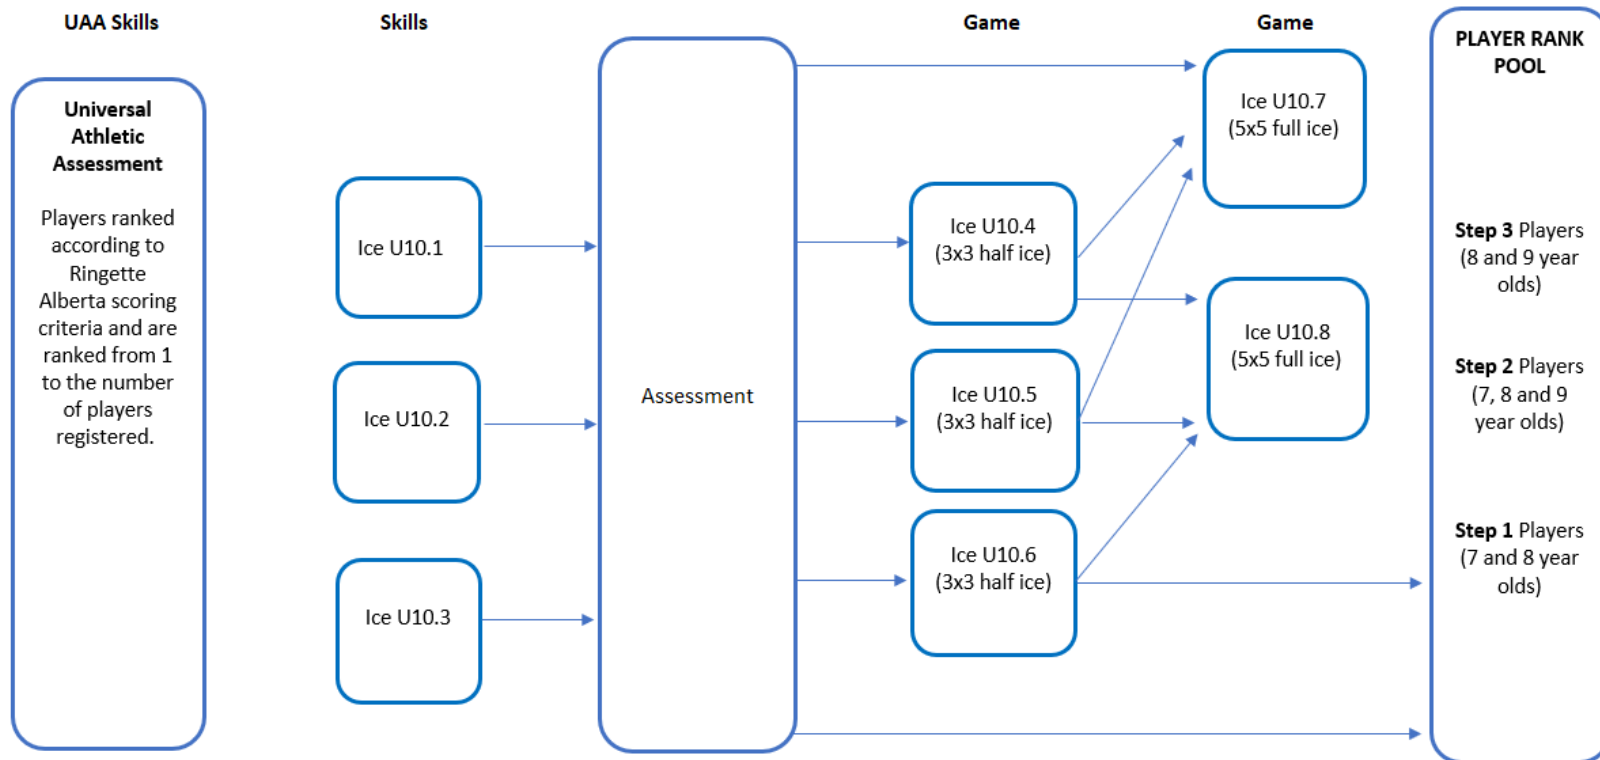 UAA Skills
Skills
Game
Game
Universal
Athletic
Assessment
Players ranked
according to
Ringette
Alberta scoring
criteria and are
ranked from 1
to the number
of players
registered.
Ice U10.1
Ice U10.2
Ice U10.3
Assessment
Ice U10.4
(3x3 half ice)
Ice U10.5
(3x3 half ice)
Ice U10.6
(3x3 half ice)
Ice U10.7
(5x5 full ice)
Ice U10.8
(5x5 full ice)
PLAYER RANK
POOL
Step 3 Players
(8 and 9 year
olds)
Step 2 Players
(7, 8 and 9
year olds)
Step 1 Players
(7 and 8 year
olds)